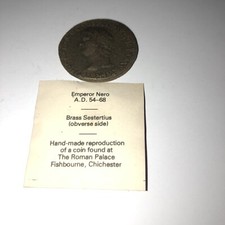 Emperor Nero
A.D. 54-68
Brass Sestertius
(obverse side)
Hand-made reproduction
of a coin found at
The Roman Palace
Fishbourne, Chichester